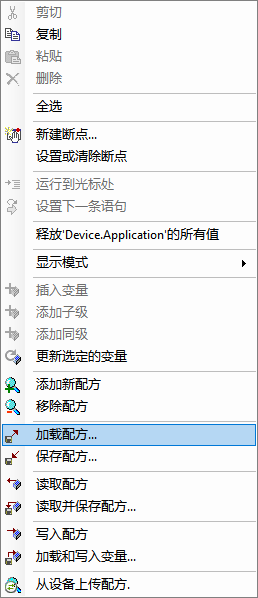 剪切
复制
粘贴
删除
全选
新建断点...
设置或清除断点
运行到光标处
设置下一条语句
释放'Device.Application'的所有值
显示模式
插入变量
添加子级
添加同级
更新选定的变量
添加新配方
移除配方
加载配方...
保存配方...
读取配方
读取并保存配方...
写入配方
加载和写入变量...
从设备上传配方.